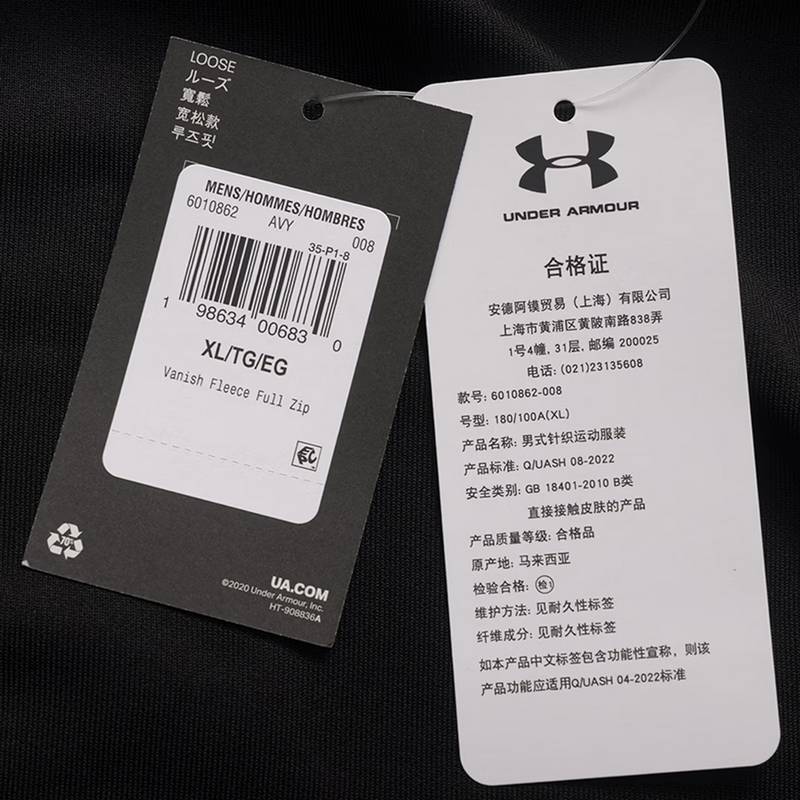 LOOSE
ルーズ
寬鬆
宽松款
루즈핏
MENS/HOMMES/HOMBRES
6010862 AVY 008
35-P1-8
1 98634 00683 0
XL/TG/EG
Vanish Fleece Full Zip
70%
UA.COM
©2020 Under Armour, Inc.
HT-908836A
UNDER ARMOUR
合格证
安德阿镆贸易（上海）有限公司
上海市黄浦区黄陂南路838弄
1号4幢, 31层, 邮编 200025
电话: (021)23135608
款号: 6010862-008
号型: 180/100A(XL)
产品名称: 男式针织运动服装
产品标准: Q/UASH 08-2022
安全类别: GB 18401-2010 B类
直接接触皮肤的产品
产品质量等级: 合格品
原产地: 马来西亚
检验合格: 检1
维护方法: 见耐久性标签
纤维成分: 见耐久性标签
如本产品中文标签包含功能性宣称，则该
产品功能应适用Q/UASH 04-2022标准